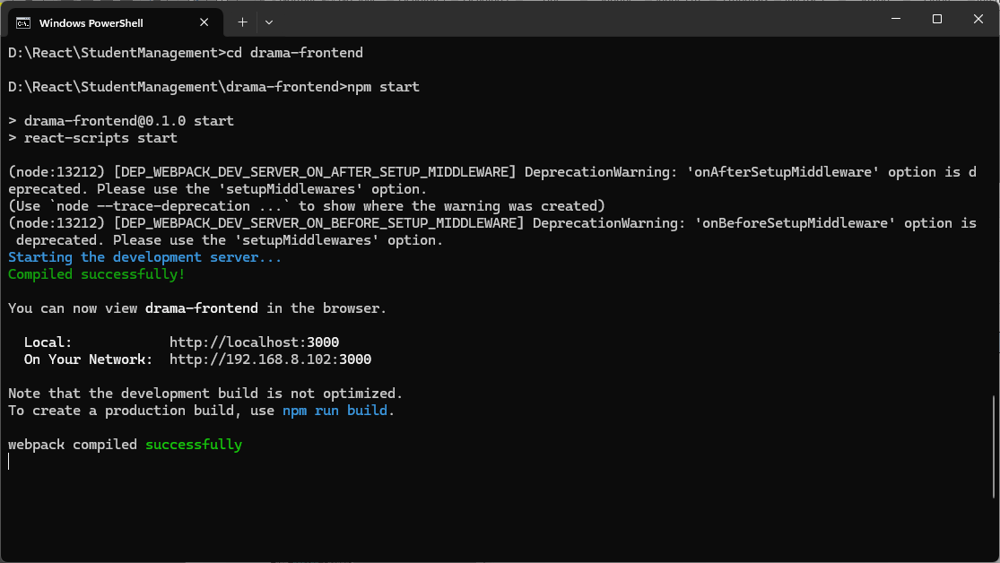 Windows PowerShell
D:\React\StudentManagement>cd drama-frontend
D:\React\StudentManagement\drama-frontend>npm start
> drama-frontend@0.1.0 start
> react-scripts start
(node:13212) [DEP_WEBPACK_DEV_SERVER_ON_AFTER_SETUP_MIDDLEWARE] DeprecationWarning: 'onAfterSetupMiddleware' option is d
eprecated. Please use the 'setupMiddlewares' option.
(Use `node --trace-deprecation ...` to show where the warning was created)
(node:13212) [DEP_WEBPACK_DEV_SERVER_ON_BEFORE_SETUP_MIDDLEWARE] DeprecationWarning: 'onBeforeSetupMiddleware' option is
 deprecated. Please use the 'setupMiddlewares' option.
Starting the development server...
Compiled successfully!
You can now view drama-frontend in the browser.
Local:            http://localhost:3000
On Your Network:  http://192.168.8.102:3000
Note that the development build is not optimized.
To create a production build, use npm run build.
webpack compiled successfully